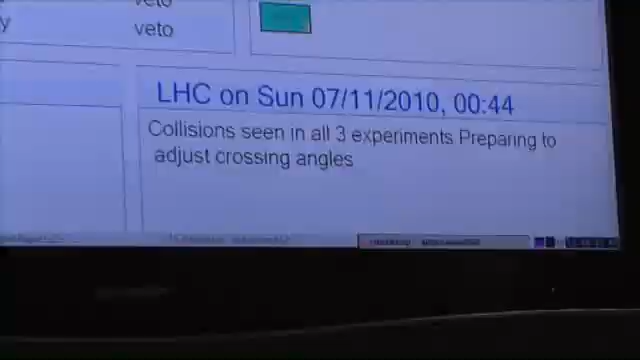 veto
y
veto
LHC on Sun 07/11/2010, 00:44
Collisions seen in all 3 experiments Preparing to
adjust crossing angles